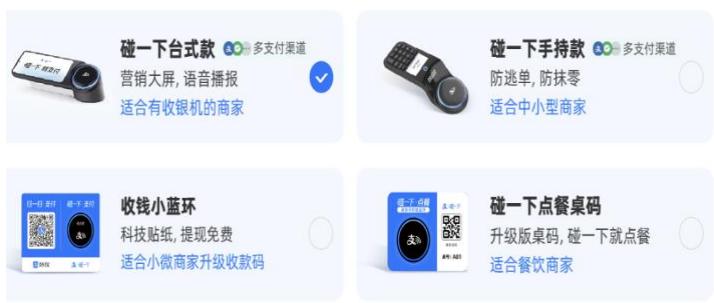 碰一下台式款 多支付渠道
营销大屏, 语音播报
适合有收银机的商家
碰一下手持款 多支付渠道
防逃单, 防抹零
适合中小型商家
收钱小蓝环
科技贴纸, 提现免费
适合小微商家升级收款码
碰一下点餐桌码
升级版桌码, 碰一下就点餐
适合餐饮商家